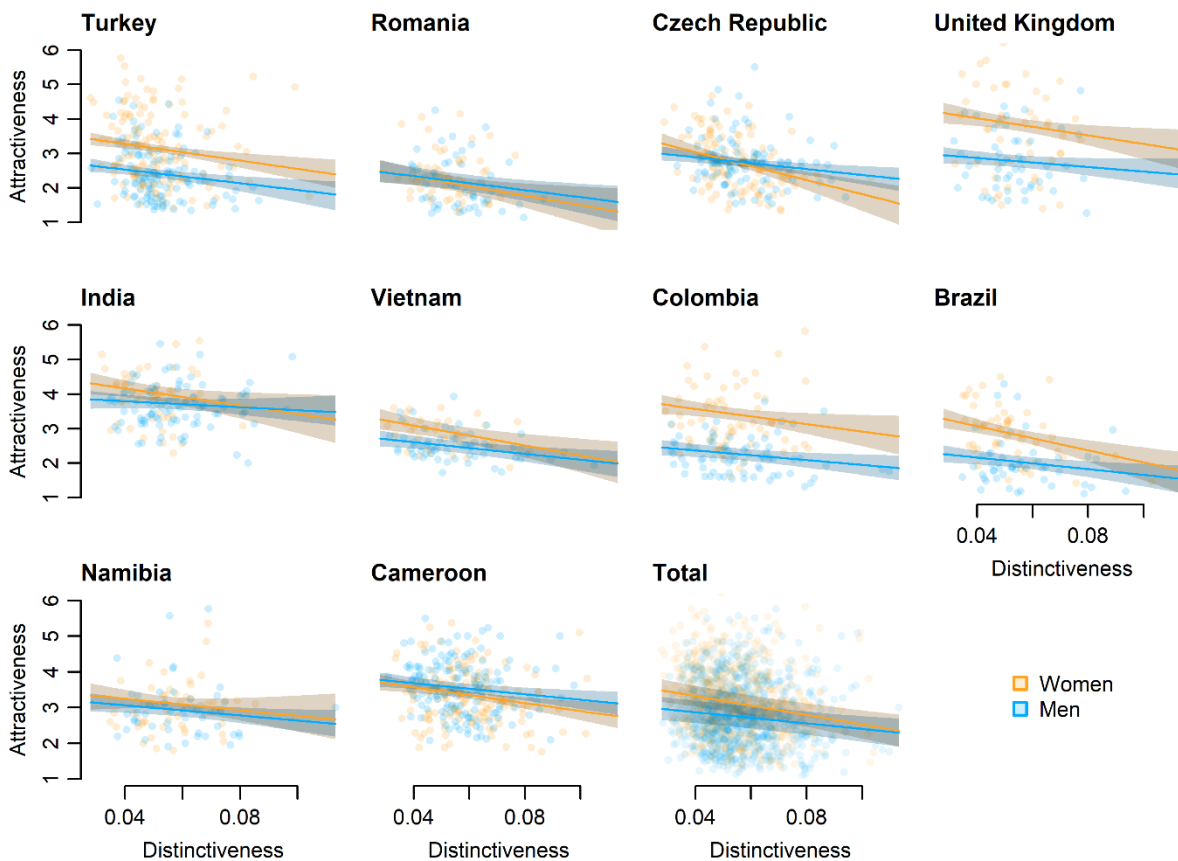 Turkey
Romania
Czech Republic
United Kingdom
Attractiveness
6
5
4
3
2
1
India
Vietnam
Colombia
Brazil
Attractiveness
6
5
4
3
2
1
0.04
0.08
Distinctiveness
Namibia
Cameroon
Total
Attractiveness
6
5
4
3
2
1
Women
Men
0.04
0.08
0.04
0.08
0.04
0.08
Distinctiveness
Distinctiveness
Distinctiveness